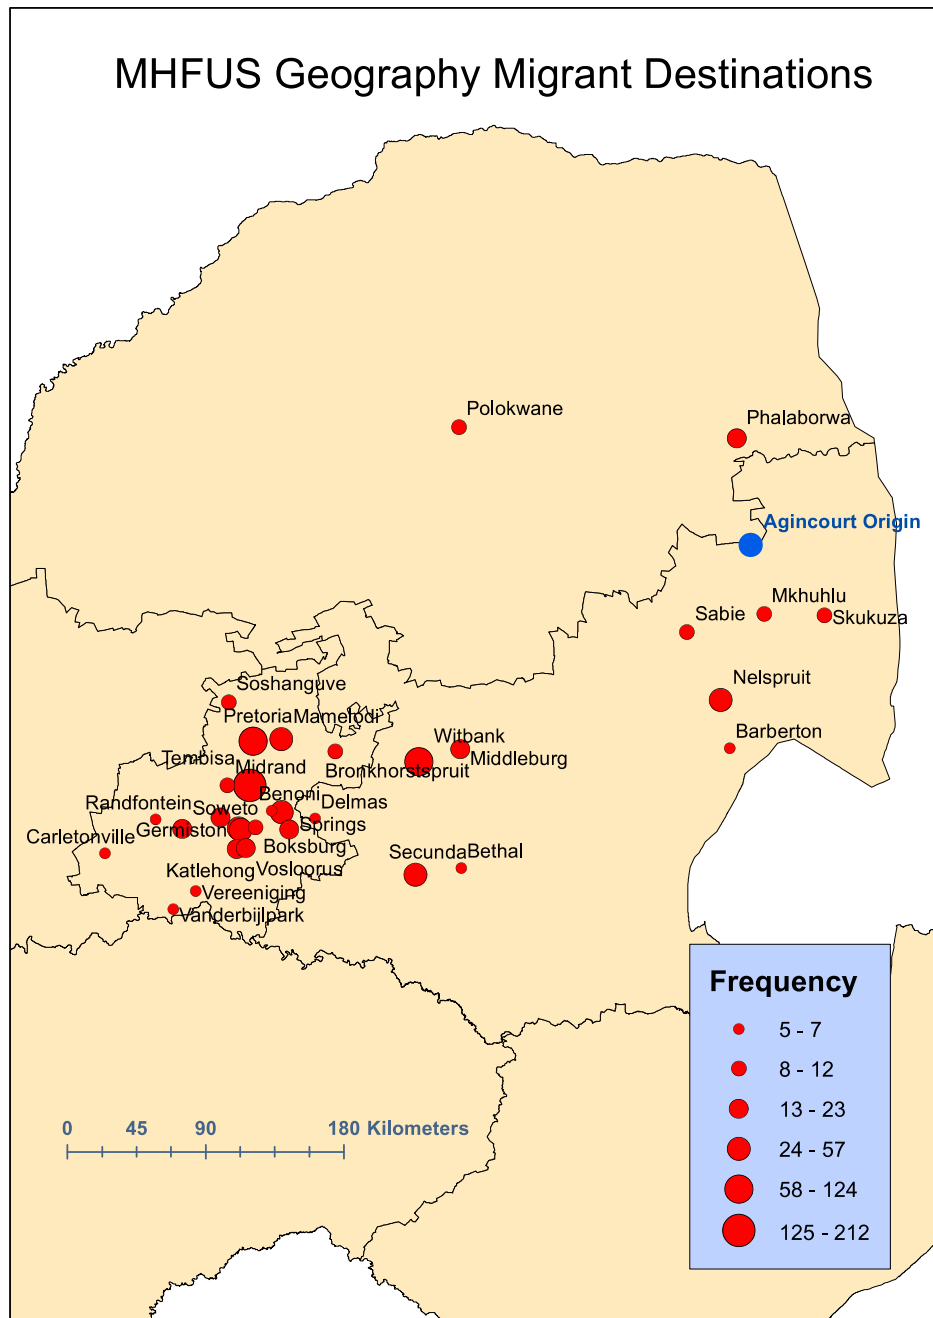 MHFUS Geography Migrant Destinations
Polokwane
Phalaborwa
Agincourt Origin
Mkhuhlu
Sabie
Skukuza
Nelspruit
Barberton
Soshanguve
Pretoria
Mamelodi
Witbank
Middleburg
Tembisa
Midrand
Bronkhorstspruit
Benoni
Randfontein
Soweto
Delmas
Carletonville
Germiston
Springs
Boksburg
Secunda
Bethal
Katlehong
Vosloorus
Vereeniging
Vanderbijlpark
Frequency
5 - 7
8 - 12
13 - 23
24 - 57
58 - 124
125 - 212
0 45 90 180 Kilometers